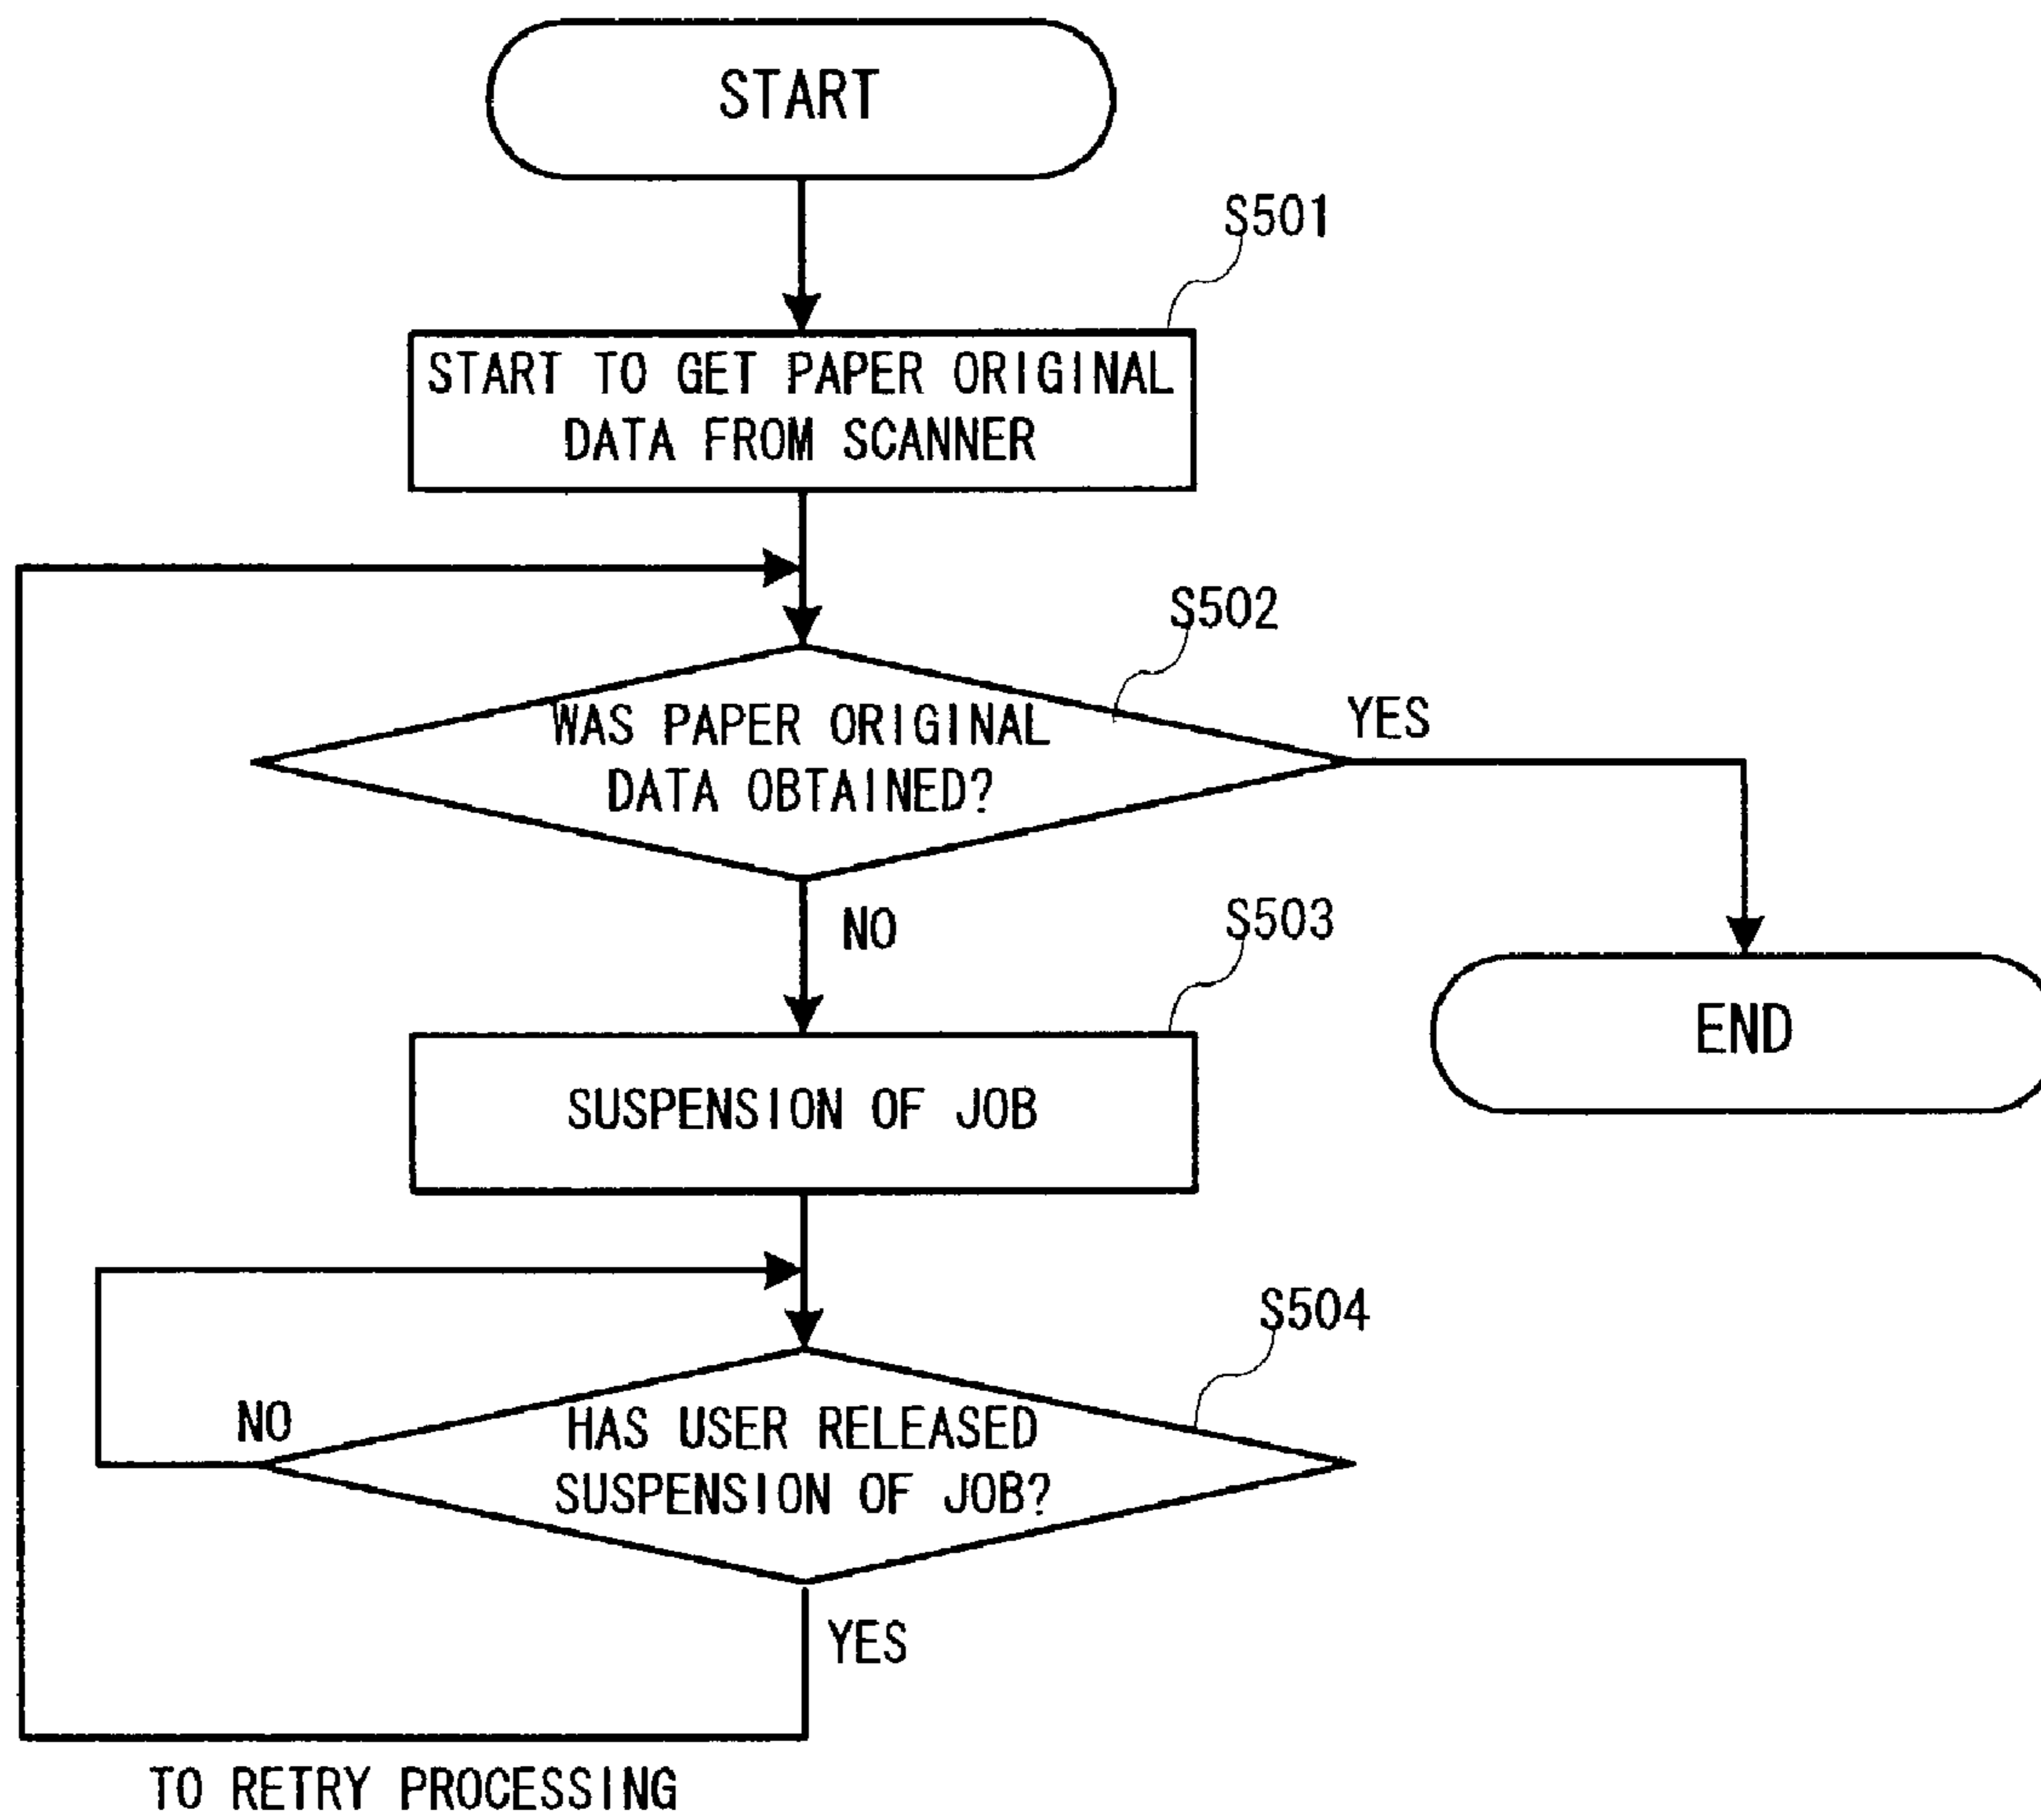 START
S501
START TO GET PAPER ORIGINAL
DATA FROM SCANNER
S502
WAS PAPER ORIGINAL
DATA OBTAINED?
YES
NO
S503
END
SUSPENSION OF JOB
S504
NO
HAS USER RELEASED
SUSPENSION OF JOB?
YES
TO RETRY PROCESSING